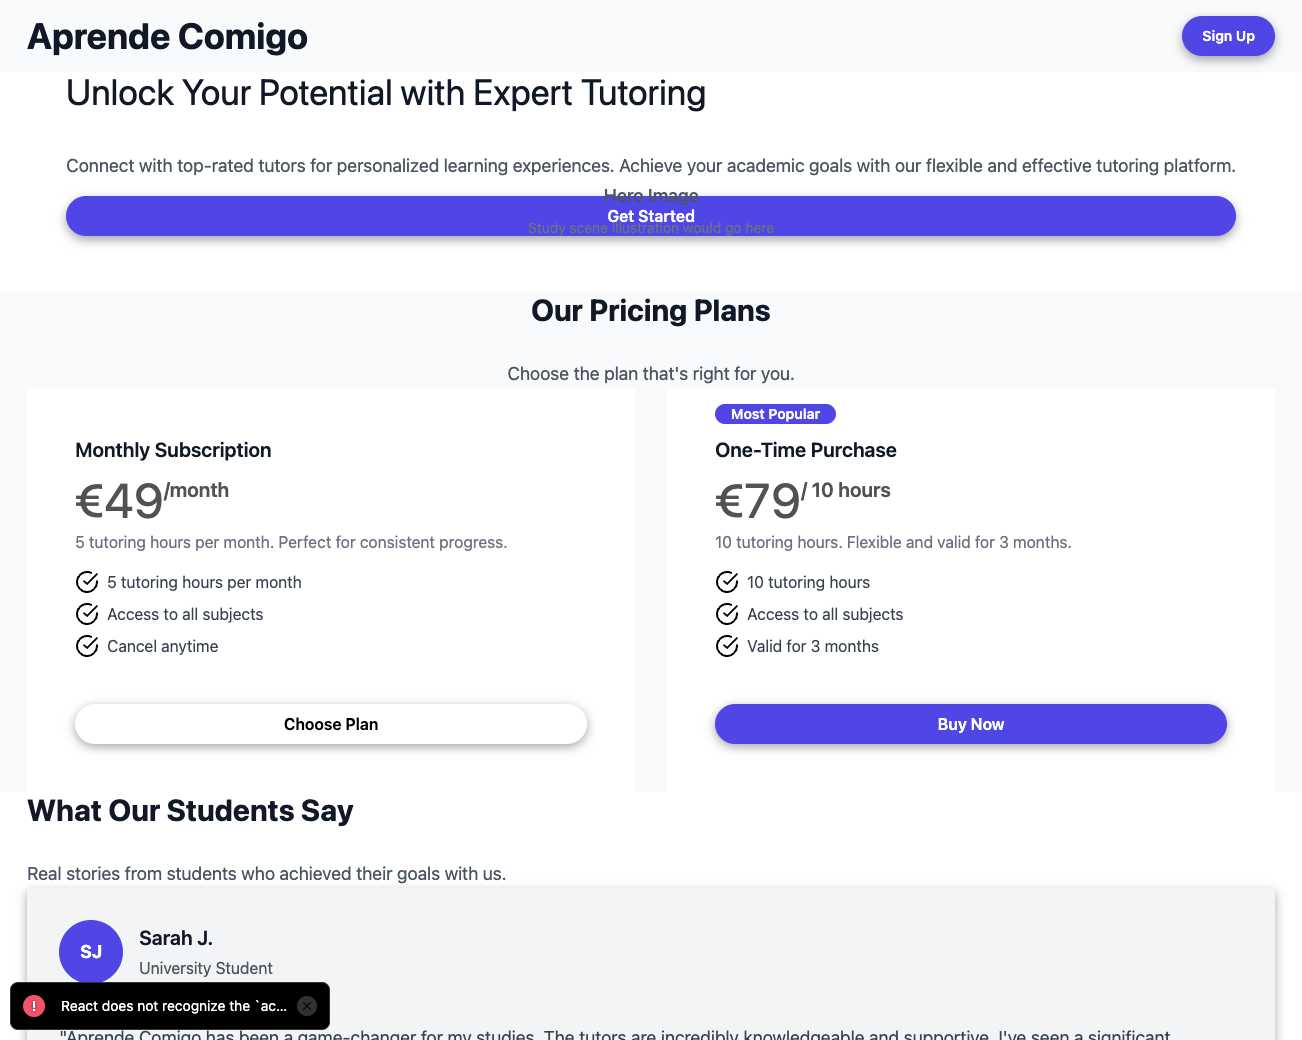 Aprende Comigo
Sign Up
Unlock Your Potential with Expert Tutoring
Connect with top-rated tutors for personalized learning experiences. Achieve your academic goals with our flexible and effective tutoring platform.
Hero Image
Get Started
Study scene illustration would go here
Our Pricing Plans
Choose the plan that's right for you.
Monthly Subscription
€49/month
5 tutoring hours per month. Perfect for consistent progress.
5 tutoring hours per month
Access to all subjects
Cancel anytime
Choose Plan
Most Popular
One-Time Purchase
€79/ 10 hours
10 tutoring hours. Flexible and valid for 3 months.
10 tutoring hours
Access to all subjects
Valid for 3 months
Buy Now
What Our Students Say
Real stories from students who achieved their goals with us.
SJ
Sarah J.
University Student
! React does not recognize the `ac...
"Aprende Comigo has been a game-changer for my studies. The tutors are incredibly knowledgeable and supportive. I've seen a significant